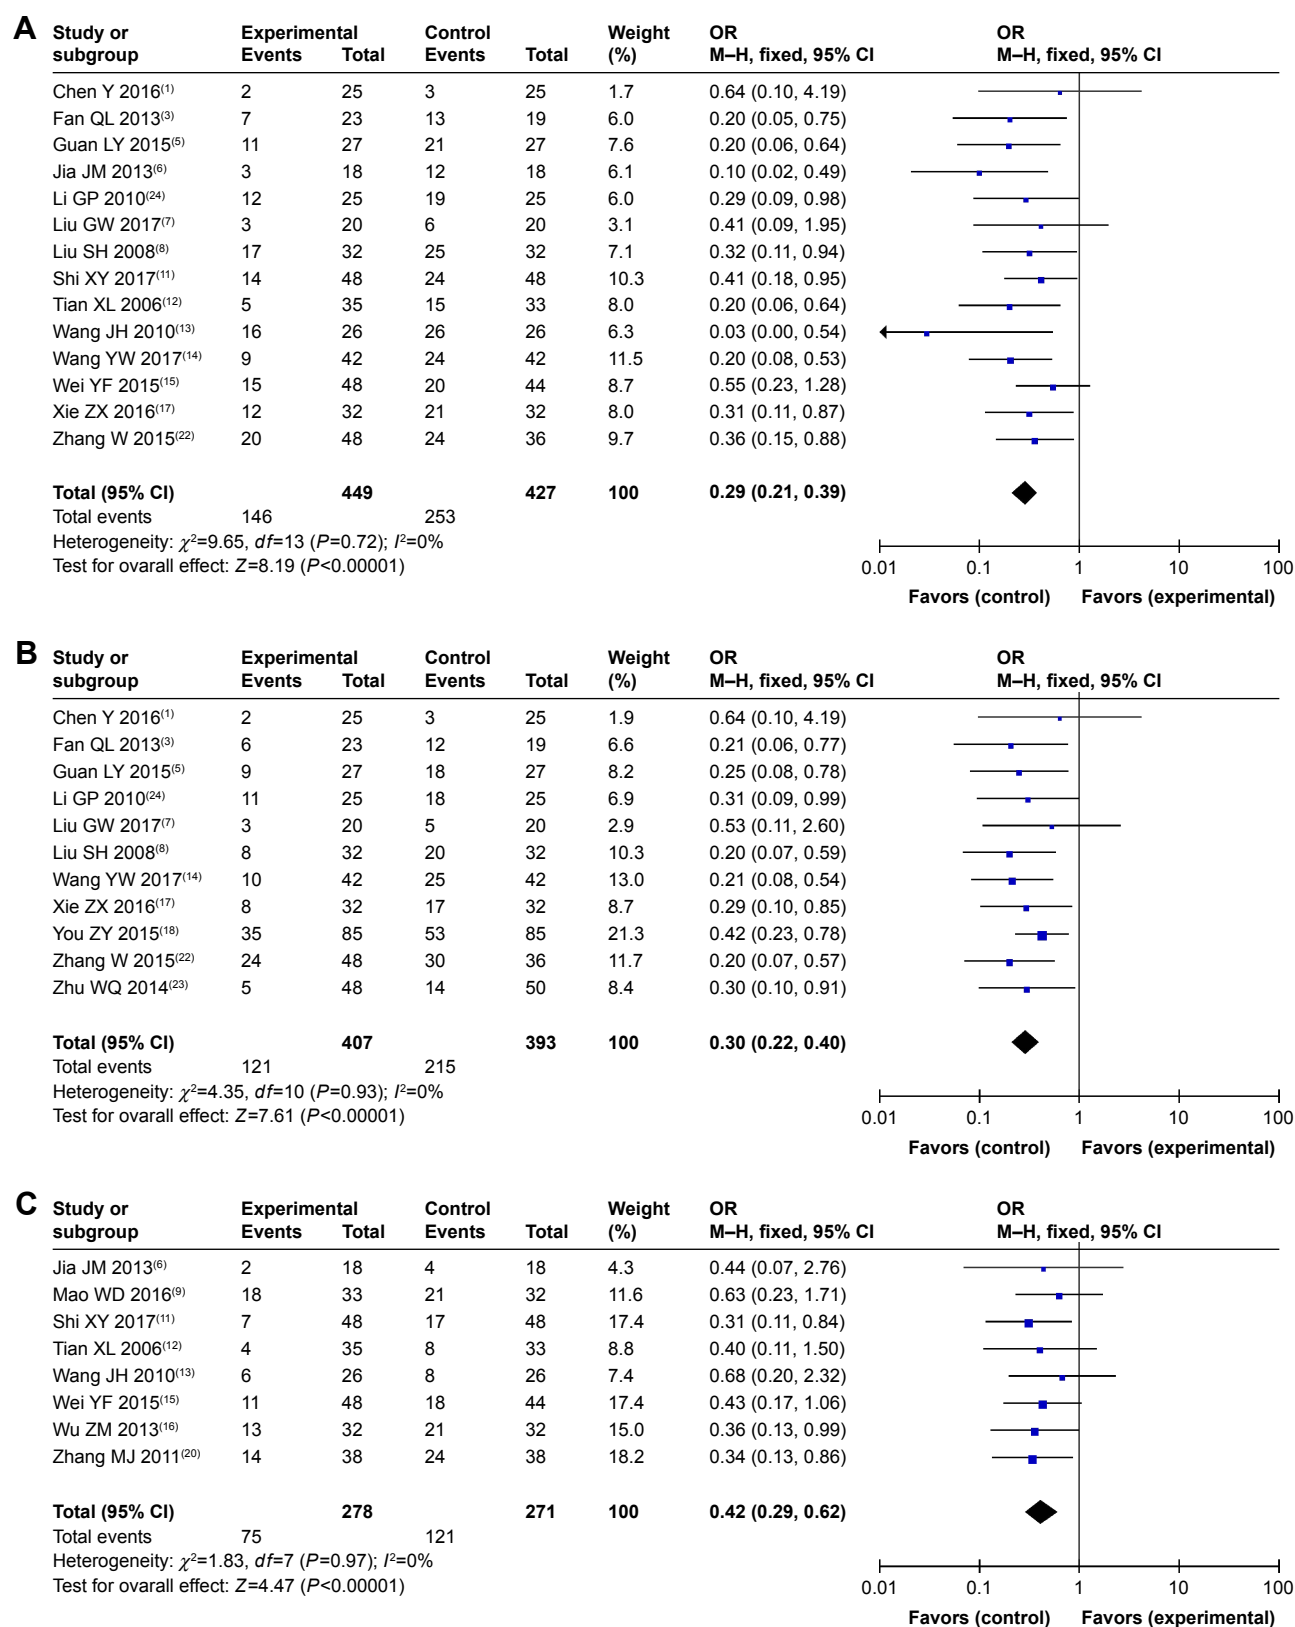 A Study or Experimental Control Weight OR OR
subgroup Events Total Events Total (%) M–H, fixed, 95% CI M–H, fixed, 95% CI
Chen Y 2016(1) 2 25 3 25 1.7 0.64 (0.10, 4.19)
Fan QL 2013(3) 7 23 13 19 6.0 0.20 (0.05, 0.75)
Guan LY 2015(5) 11 27 21 27 7.6 0.20 (0.06, 0.64)
Jia JM 2013(6) 3 18 12 18 6.1 0.10 (0.02, 0.49)
Li GP 2010(24) 12 25 19 25 6.0 0.29 (0.09, 0.98)
Liu GW 2017(7) 3 20 6 20 3.1 0.41 (0.09, 1.95)
Liu SH 2008(8) 17 32 25 32 7.1 0.32 (0.11, 0.94)
Shi XY 2017(11) 14 48 24 48 10.3 0.41 (0.18, 0.95)
Tian XL 2006(12) 5 35 15 33 8.0 0.20 (0.06, 0.64)
Wang JH 2010(13) 16 26 26 26 6.3 0.03 (0.00, 0.54)
Wang YW 2017(14) 9 42 24 42 11.5 0.20 (0.08, 0.53)
Wei YF 2015(15) 15 48 20 44 8.7 0.55 (0.23, 1.28)
Xie ZX 2016(17) 12 32 21 32 8.0 0.31 (0.11, 0.87)
Zhang W 2015(22) 20 48 24 36 9.7 0.36 (0.15, 0.88)
Total (95% CI) 449 427 100 0.29 (0.21, 0.39)
Total events 146 253
Heterogeneity: χ²=9.65, df=13 (P=0.72); I²=0%
Test for ovarall effect: Z=8.19 (P<0.00001)
0.01 0.1 1 10 100
Favors (control) Favors (experimental)
B Study or Experimental Control Weight OR OR
subgroup Events Total Events Total (%) M–H, fixed, 95% CI M–H, fixed, 95% CI
Chen Y 2016(1) 2 25 3 25 1.9 0.64 (0.10, 4.19)
Fan QL 2013(3) 6 23 12 19 6.6 0.21 (0.06, 0.77)
Guan LY 2015(5) 9 27 18 27 8.2 0.25 (0.08, 0.78)
Li GP 2010(24) 11 25 18 25 6.9 0.31 (0.09, 0.99)
Liu GW 2017(7) 3 20 5 20 2.9 0.53 (0.11, 2.60)
Liu SH 2008(8) 8 32 20 32 10.3 0.20 (0.07, 0.59)
Wang YW 2017(14) 10 42 25 42 13.0 0.21 (0.08, 0.54)
Xie ZX 2016(17) 8 32 17 32 8.7 0.29 (0.10, 0.85)
You ZY 2015(18) 35 85 53 85 21.3 0.42 (0.23, 0.78)
Zhang W 2015(22) 24 48 30 36 11.7 0.20 (0.07, 0.57)
Zhu WQ 2014(23) 5 48 14 50 8.4 0.30 (0.10, 0.91)
Total (95% CI) 407 393 100 0.30 (0.22, 0.40)
Total events 121 215
Heterogeneity: χ²=4.35, df=10 (P=0.93); I²=0%
Test for ovarall effect: Z=7.61 (P<0.00001)
0.01 0.1 1 10 100
Favors (control) Favors (experimental)
C Study or Experimental Control Weight OR OR
subgroup Events Total Events Total (%) M–H, fixed, 95% CI M–H, fixed, 95% CI
Jia JM 2013(6) 2 18 4 18 4.3 0.44 (0.07, 2.76)
Mao WD 2016(9) 18 33 21 32 11.6 0.63 (0.23, 1.71)
Shi XY 2017(11) 7 48 17 48 17.4 0.31 (0.11, 0.84)
Tian XL 2006(12) 4 35 8 33 8.8 0.40 (0.11, 1.50)
Wang JH 2010(13) 6 26 8 26 7.4 0.68 (0.20, 2.32)
Wei YF 2015(15) 11 48 18 44 17.4 0.43 (0.17, 1.06)
Wu ZM 2013(16) 13 32 21 32 15.0 0.36 (0.13, 0.99)
Zhang MJ 2011(20) 14 38 24 38 18.2 0.34 (0.13, 0.86)
Total (95% CI) 278 271 100 0.42 (0.29, 0.62)
Total events 75 121
Heterogeneity: χ²=1.83, df=7 (P=0.97); I²=0%
Test for ovarall effect: Z=4.47 (P<0.00001)
0.01 0.1 1 10 100
Favors (control) Favors (experimental)